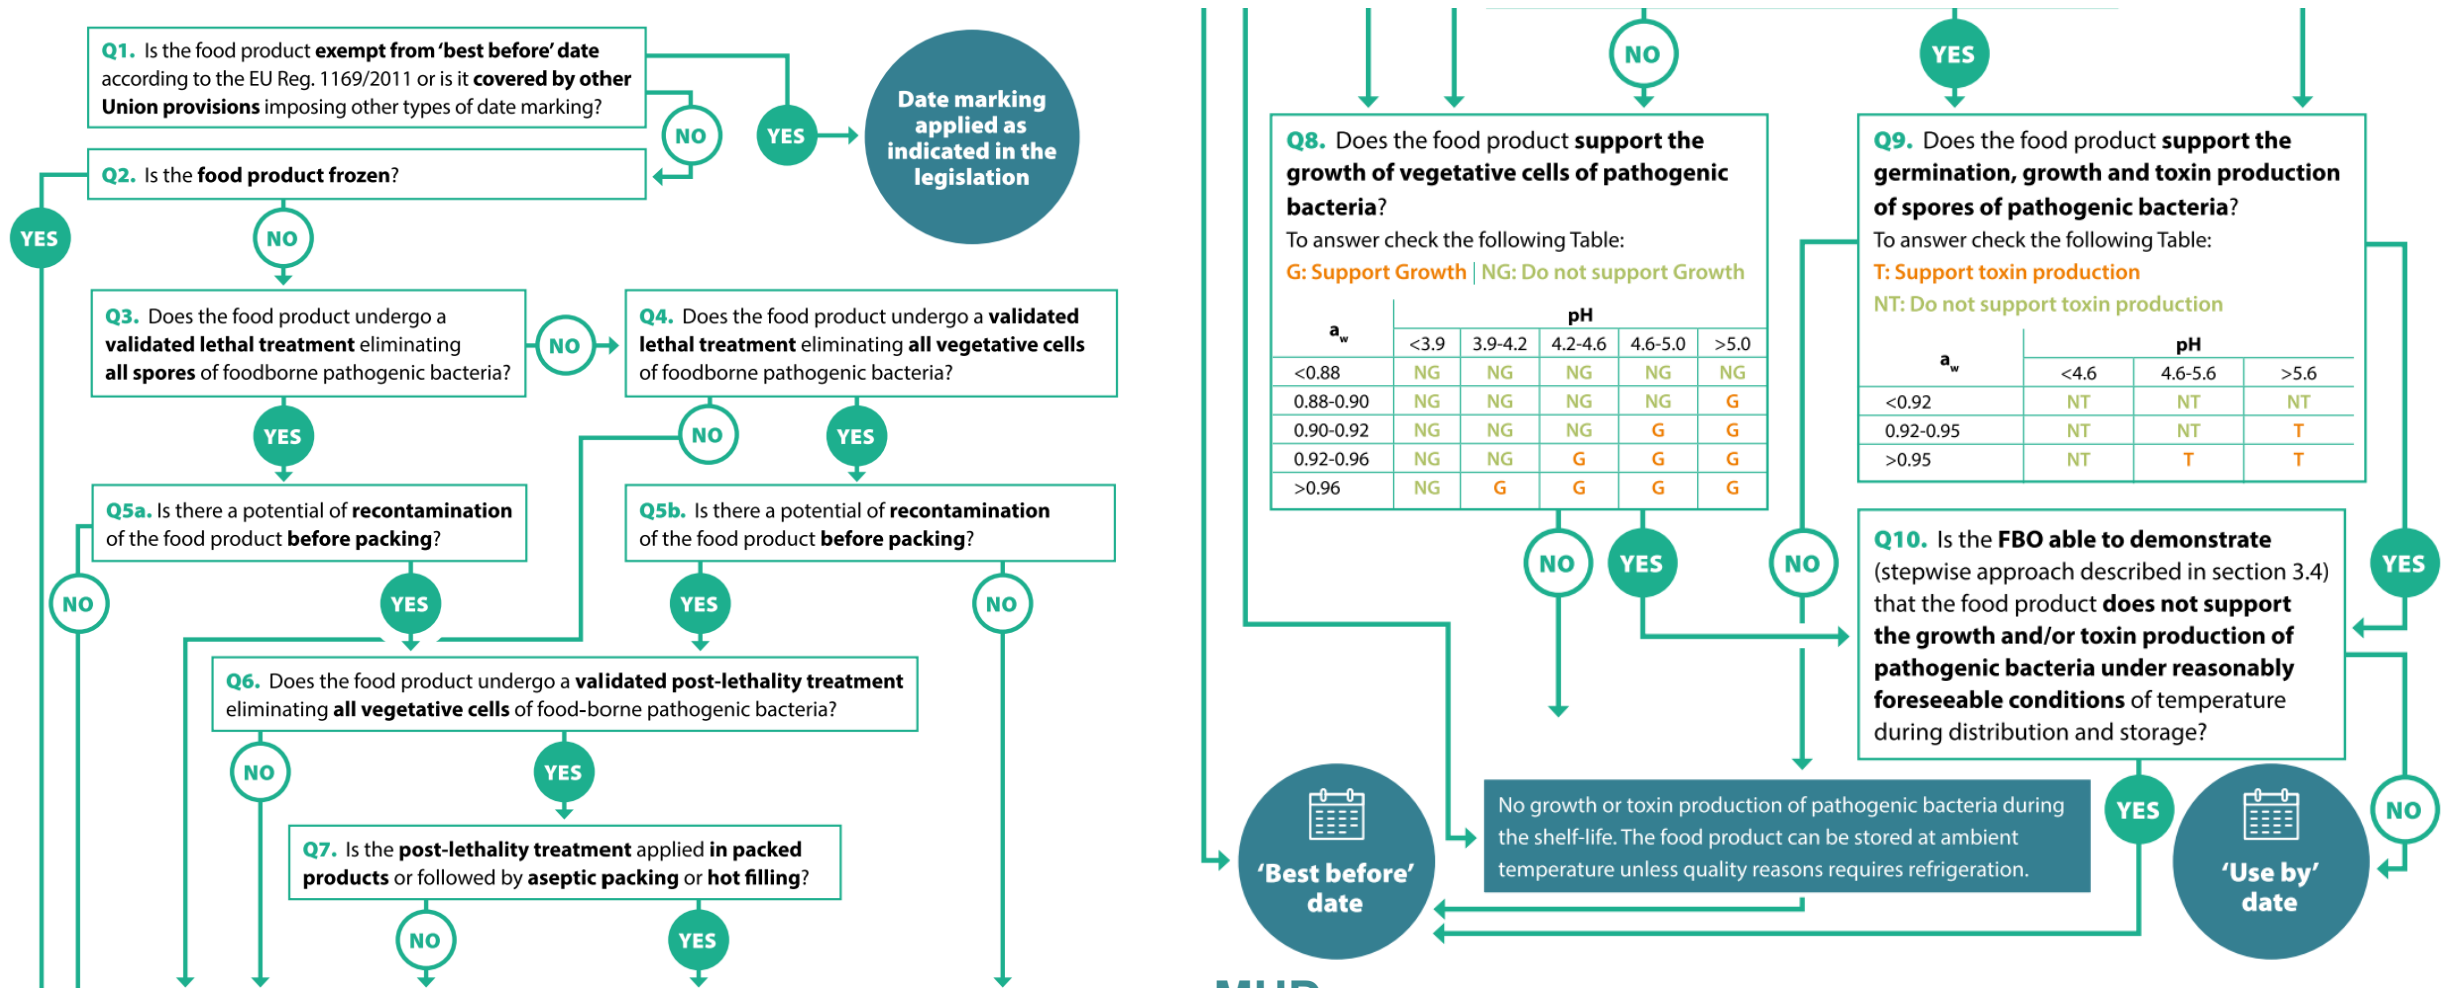 Q1. Is the food product exempt from ‘best before’ date
according to the EU Reg. 1169/2011 or is it covered by other
Union provisions imposing other types of date marking?
NO
YES
Date marking
applied as
indicated in the
legislation
Q2. Is the food product frozen?
YES
NO
Q3. Does the food product undergo a
validated lethal treatment eliminating
all spores of foodborne pathogenic bacteria?
NO
Q4. Does the food product undergo a validated
lethal treatment eliminating all vegetative cells
of foodborne pathogenic bacteria?
YES
NO
YES
Q5a. Is there a potential of recontamination
of the food product before packing?
Q5b. Is there a potential of recontamination
of the food product before packing?
NO
YES
YES
NO
Q6. Does the food product undergo a validated post-lethality treatment
eliminating all vegetative cells of food-borne pathogenic bacteria?
NO
YES
Q7. Is the post-lethality treatment applied in packed
products or followed by aseptic packing or hot filling?
NO
YES
NO
YES
Q8. Does the food product support the
growth of vegetative cells of pathogenic
bacteria?
To answer check the following Table:
G: Support Growth | NG: Do not support Growth
aw pH
<3.9 3.9-4.2 4.2-4.6 4.6-5.0 >5.0
<0.88 NG NG NG NG NG
0.88-0.90 NG NG NG NG G
0.90-0.92 NG NG NG G G
0.92-0.96 NG NG G G G
>0.96 NG G G G G
Q9. Does the food product support the
germination, growth and toxin production
of spores of pathogenic bacteria?
To answer check the following Table:
T: Support toxin production
NT: Do not support toxin production
aw pH
<4.6 4.6-5.6 >5.6
<0.92 NT NT NT
0.92-0.95 NT NT T
>0.95 NT T T
NO
YES
NO
YES
Q10. Is the FBO able to demonstrate
(stepwise approach described in section 3.4)
that the food product does not support
the growth and/or toxin production of
pathogenic bacteria under reasonably
foreseeable conditions of temperature
during distribution and storage?
‘Best before’
date
No growth or toxin production of pathogenic bacteria during
the shelf-life. The food product can be stored at ambient
temperature unless quality reasons requires refrigeration.
YES
‘Use by’
date
NO